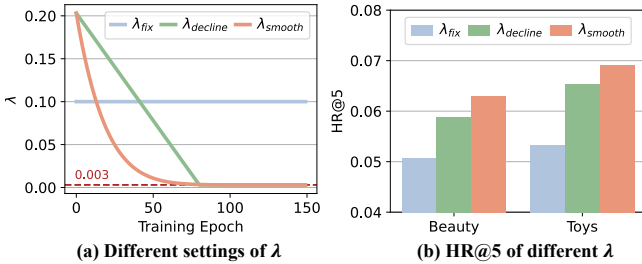 λfix λdecline λsmooth
0.20
0.15
0.10
0.05
0.00
λ
0.003
0 50 100 150
Training Epoch
(a) Different settings of λ
λfix λdecline λsmooth
0.08
0.07
0.06
0.05
0.04
HR@5
Beauty Toys
(b) HR@5 of different λ